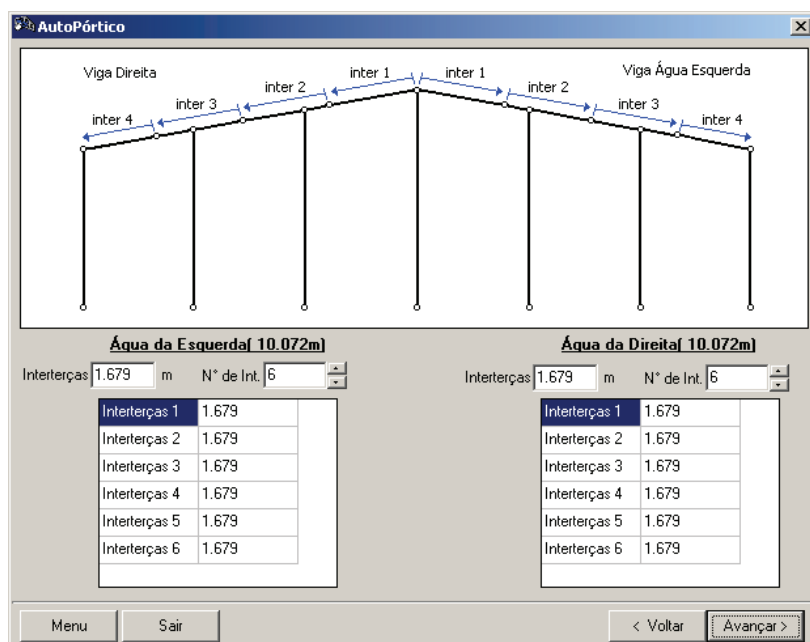 AutoPórtico
Viga Direita
Viga Água Esquerda
inter 4
inter 3
inter 2
inter 1
inter 1
inter 2
inter 3
inter 4
Água da Esquerda( 10.072m)
Interterças 1.679 m N° de Int. 6
Interterças 1 1.679
Interterças 2 1.679
Interterças 3 1.679
Interterças 4 1.679
Interterças 5 1.679
Interterças 6 1.679
Água da Direita( 10.072m)
Interterças 1.679 m N° de Int. 6
Interterças 1 1.679
Interterças 2 1.679
Interterças 3 1.679
Interterças 4 1.679
Interterças 5 1.679
Interterças 6 1.679
Menu Sair < Voltar Avançar >